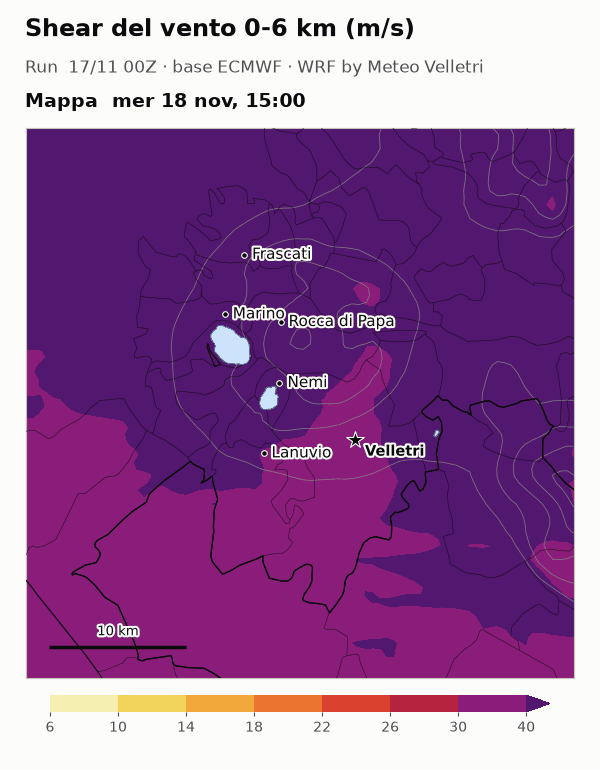 Shear del vento 0-6 km (m/s)
Run  17/11 00Z · base ECMWF · WRF by Meteo Velletri
Mappa  mer 18 nov, 15:00
Frascati
Marino
Rocca di Papa
Nemi
Velletri
Lanuvio
10 km
6 10 14 18 22 26 30 40